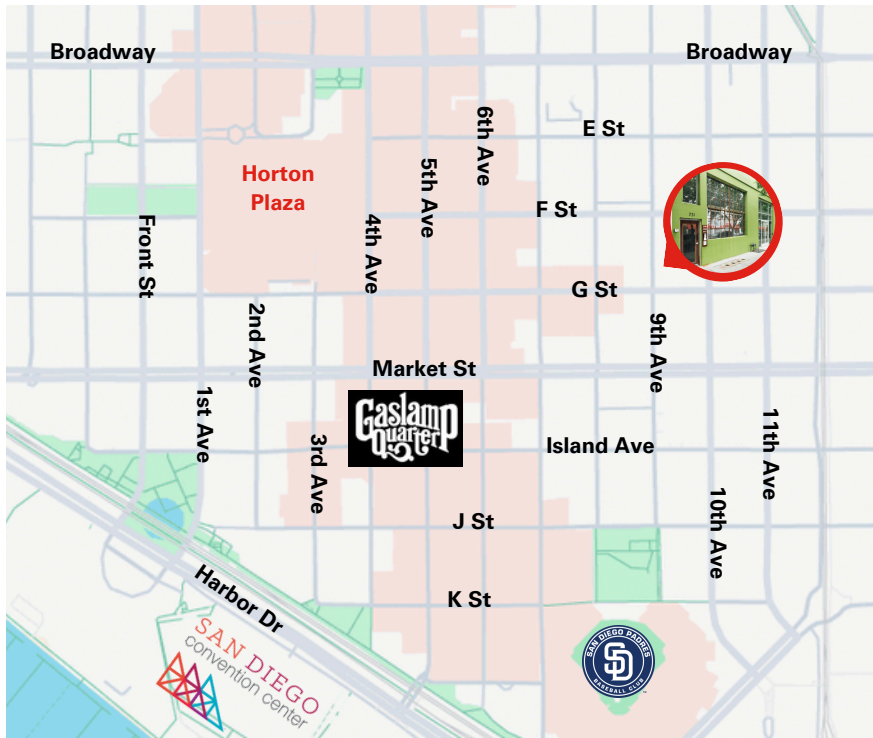 Broadway
Broadway
6th Ave
E St
5th Ave
Horton
Plaza
F St
4th Ave
Front St
G St
2nd Ave
9th Ave
Market St
1st Ave
Gaslamp
Quarter
3rd Ave
Island Ave
11th Ave
J St
10th Ave
Harbor Dr
K St
SAN DIEGO
convention center
SAN DIEGO PADRES
SD
BASEBALL CLUB